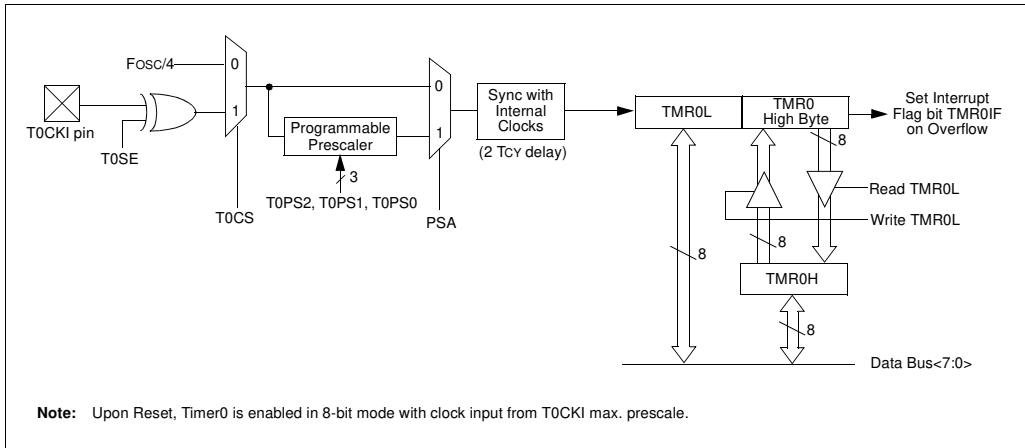 FOSC/4
0
1
T0CKI pin
T0SE
T0CS
Programmable
Prescaler
3
T0PS2, T0PS1, T0PS0
0
1
PSA
Sync with
Internal
Clocks
(2 TCY delay)
TMR0L
TMR0
High Byte
Set Interrupt
Flag bit TMR0IF
on Overflow
8
Read TMR0L
Write TMR0L
8
8
TMR0H
8
Data Bus<7:0>
Note: Upon Reset, Timer0 is enabled in 8-bit mode with clock input from T0CKI max. prescale.